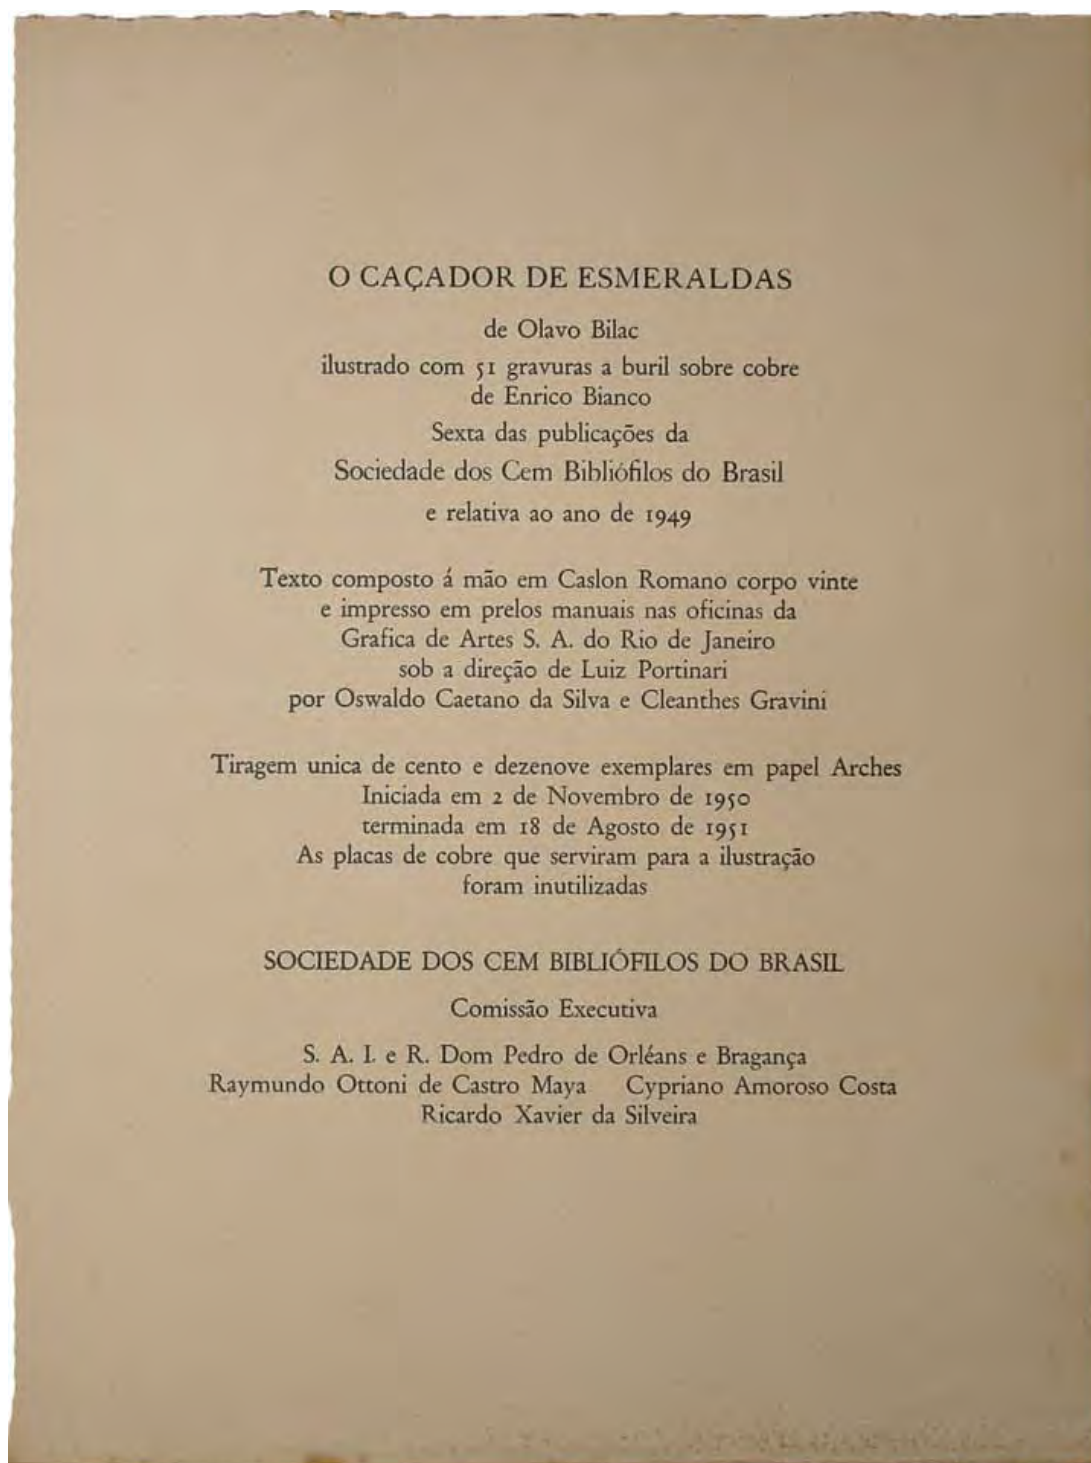 O CAÇADOR DE ESMERALDAS
de Olavo Bilac
ilustrado com 51 gravuras a buril sobre cobre
de Enrico Bianco
Sexta das publicações da
Sociedade dos Cem Bibliófilos do Brasil
e relativa ao ano de 1949
Texto composto á mão em Caslon Romano corpo vinte
e impresso em prelos manuais nas oficinas da
Grafica de Artes S. A. do Rio de Janeiro
sob a direção de Luiz Portinari
por Oswaldo Caetano da Silva e Cleanthes Gravini
Tiragem unica de cento e dezenove exemplares em papel Arches
Iniciada em 2 de Novembro de 1950
terminada em 18 de Agosto de 1951
As placas de cobre que serviram para a ilustração
foram inutilizadas
SOCIEDADE DOS CEM BIBLIÓFILOS DO BRASIL
Comissão Executiva
S. A. I. e R. Dom Pedro de Orléans e Bragança
Raymundo Ottoni de Castro Maya Cypriano Amoroso Costa
Ricardo Xavier da Silveira